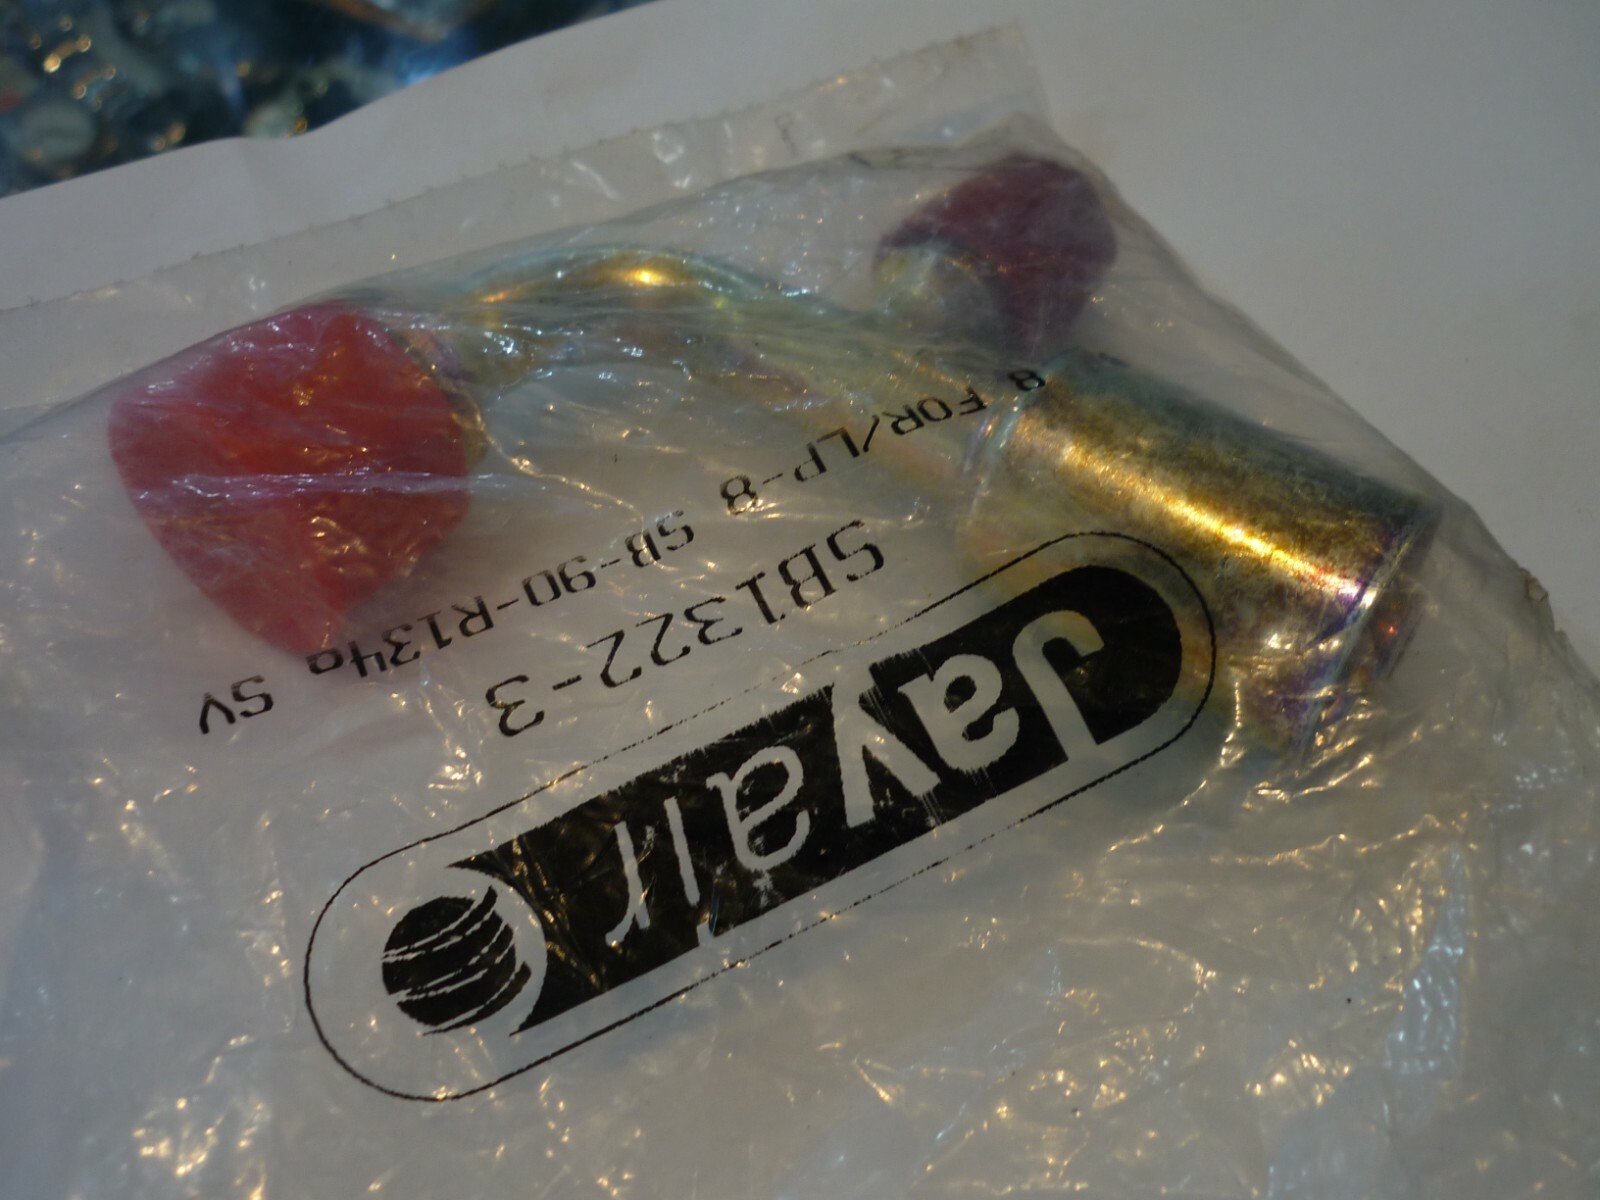 Jayair
SB1322-3
8 FOR/LP-8 SB-90-R134a SV